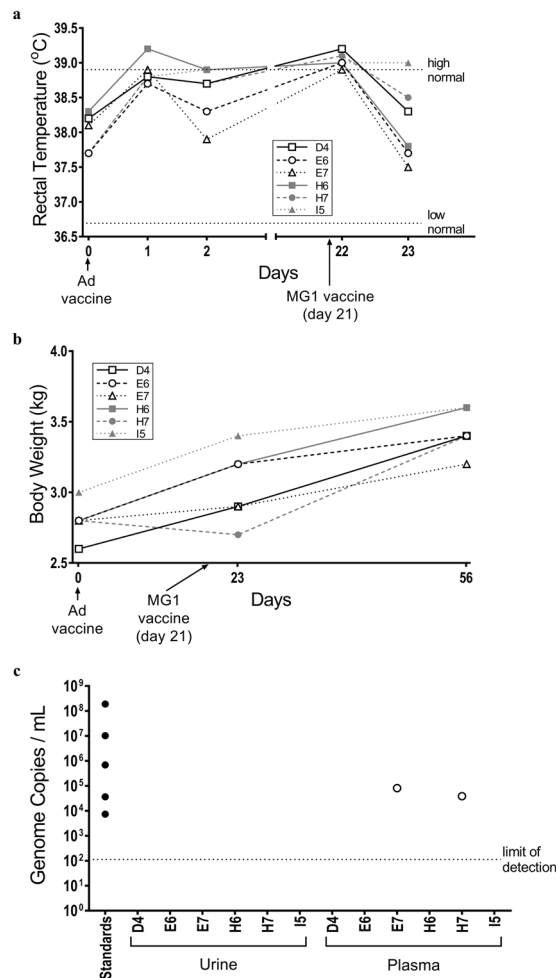 a
Rectal Temperature (°C)
39.5
39.0
38.5
38.0
37.5
37.0
36.5
high
normal
low
normal
D4
E6
E7
H6
H7
I5
0
1
2
22
23
Days
Ad
vaccine
MG1 vaccine
(day 21)
b
Body Weight (kg)
4.0
3.5
3.0
2.5
D4
E6
E7
H6
H7
I5
0
23
56
Days
Ad
vaccine
MG1
vaccine
(day 21)
c
Genome Copies / mL
10⁹
10⁸
10⁷
10⁶
10⁵
10⁴
10³
10²
10¹
10⁰
limit of
detection
Standards
D4
E6
E7
H6
H7
I5
D4
E6
E7
H6
H7
I5
Urine
Plasma